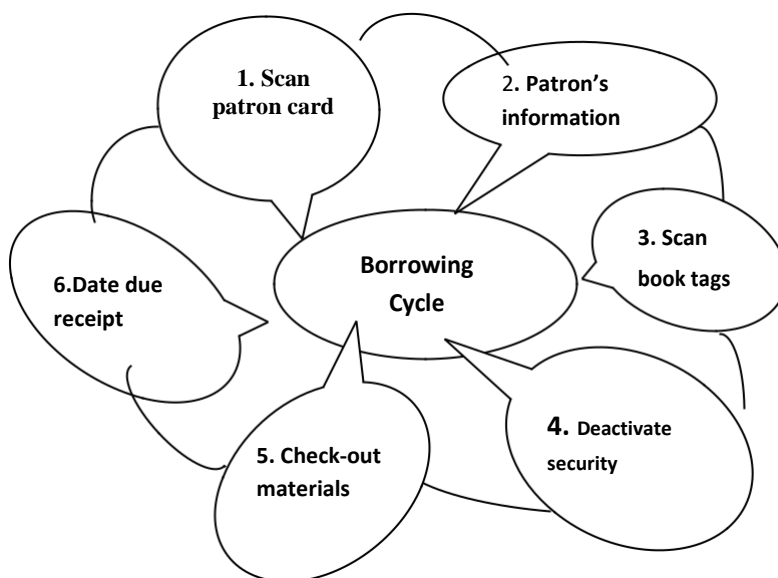 1. Scan
patron card
2. Patron's
information
3. Scan
book tags
4. Deactivate
security
5. Check-out
materials
6.Date due
receipt
Borrowing
Cycle